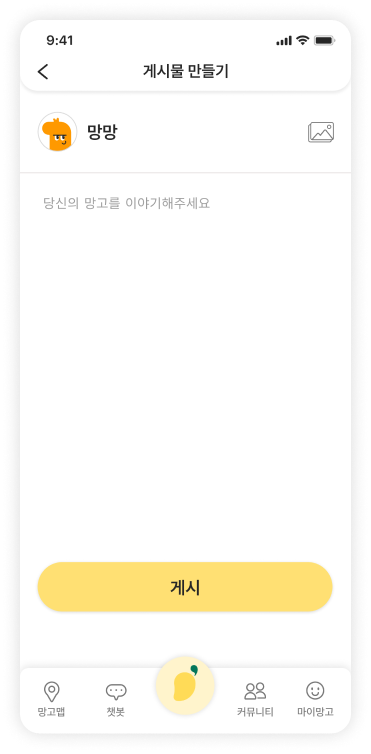 9:41
게시물 만들기
망망
당신의 망고를 이야기해주세요
게시
망고맵
챗봇
커뮤니티
마이망고